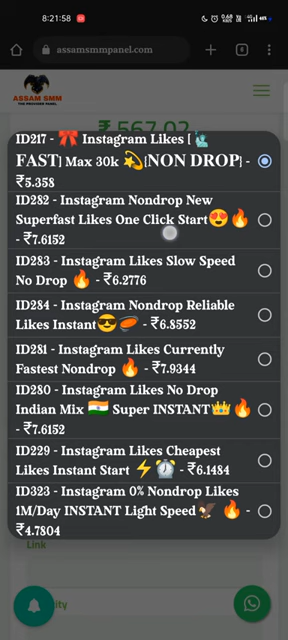 8:21:58
0.68 KB/S
assamsmmpanel.com
6
ASSAM SMM
₹ 567.02
ID217 - 🎀 Instagram Likes [ 🗽
FAST] Max 30k 💫[NON DROP] -
₹5.358
ID282 - Instagram Nondrop New
Superfast Likes One Click Start😍🔥
- ₹7.6152
ID283 - Instagram Likes Slow Speed
No Drop 🔥 - ₹6.2776
ID284 - Instagram Nondrop Reliable
Likes Instant😎🏉 - ₹6.8552
ID281 - Instagram Likes Currently
Fastest Nondrop 🔥 - ₹7.9344
ID280 - Instagram Likes No Drop
Indian Mix 🇮🇳 Super INSTANT👑🔥
- ₹7.6152
ID229 - Instagram Likes Cheapest
Likes Instant Start ⚡⏰ - ₹6.1484
ID323 - Instagram 0% Nondrop Likes
1M/Day INSTANT Light Speed🦅 🔥 -
₹4.7804
Link